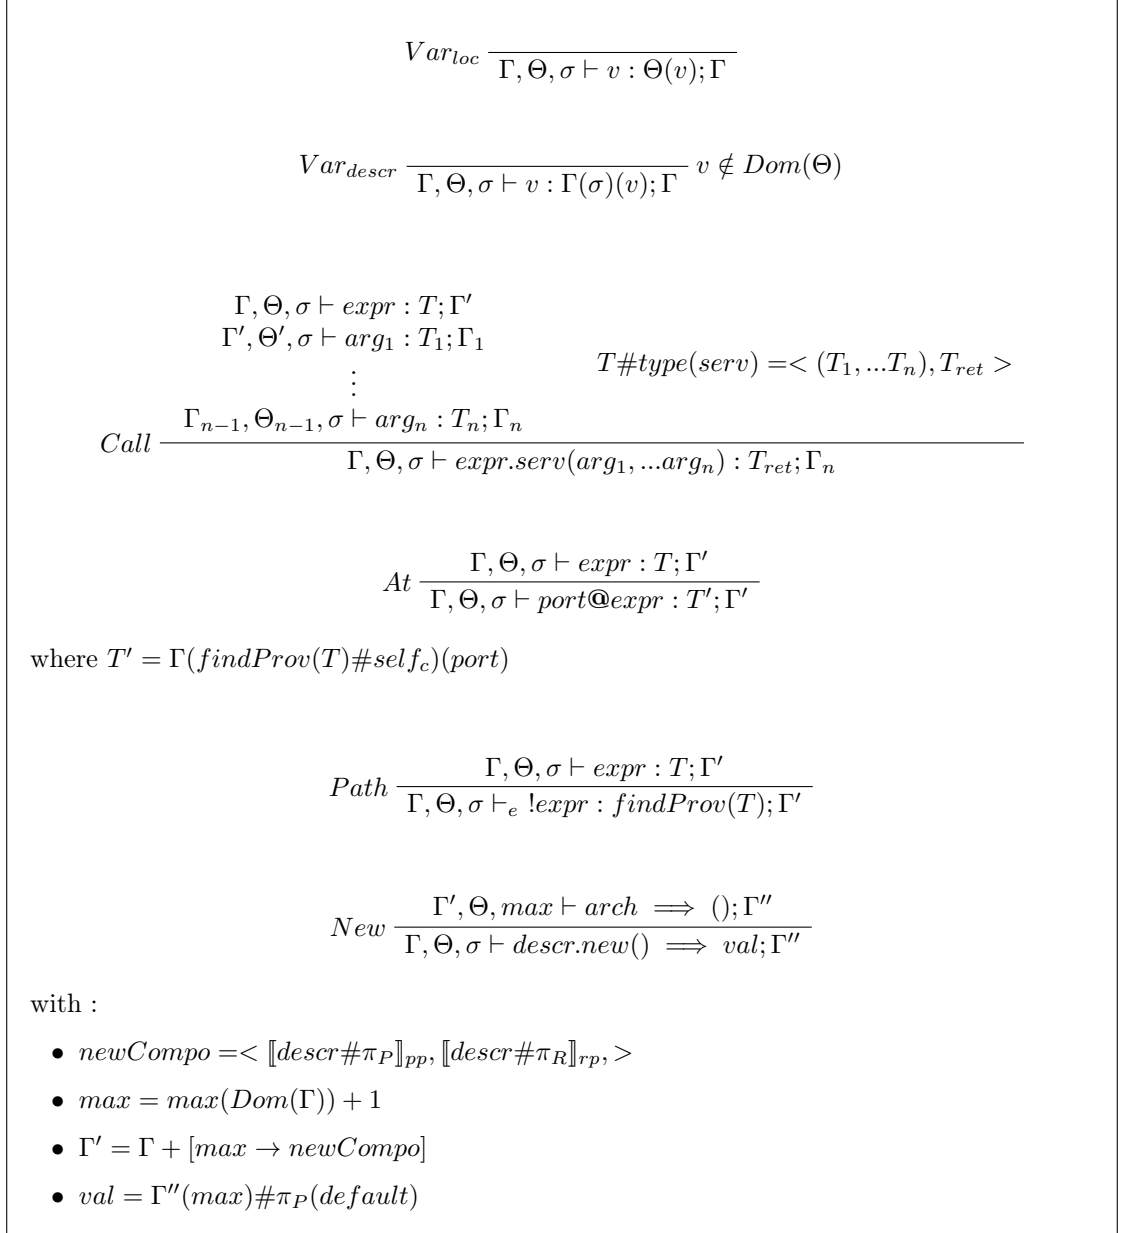 Var_loc
Γ, Θ, σ ⊢ v : Θ(v); Γ
Var_descr
Γ, Θ, σ ⊢ v : Γ(σ)(v); Γ
v ∉ Dom(Θ)
Γ, Θ, σ ⊢ expr : T; Γ′
Γ′, Θ′, σ ⊢ arg_1 : T_1; Γ_1
⋮
Γ_{n−1}, Θ_{n−1}, σ ⊢ arg_n : T_n; Γ_n
T#type(serv) =< (T_1, ...T_n), T_ret >
Call
Γ, Θ, σ ⊢ expr.serv(arg_1, ...arg_n) : T_ret; Γ_n
Γ, Θ, σ ⊢ expr : T; Γ′
At
Γ, Θ, σ ⊢ port@expr : T′; Γ′
where T′ = Γ(findProv(T)#self_c)(port)
Γ, Θ, σ ⊢ expr : T; Γ′
Path
Γ, Θ, σ ⊢_e !expr : findProv(T); Γ′
Γ′, Θ, max ⊢ arch ⟹ (); Γ′′
New
Γ, Θ, σ ⊢ descr.new() ⟹ val; Γ′′
with :
• newCompo =< ⟦descr#π_P⟧_pp, ⟦descr#π_R⟧_rp, >
• max = max(Dom(Γ)) + 1
• Γ′ = Γ + [max → newCompo]
• val = Γ′′(max)#π_P(default)